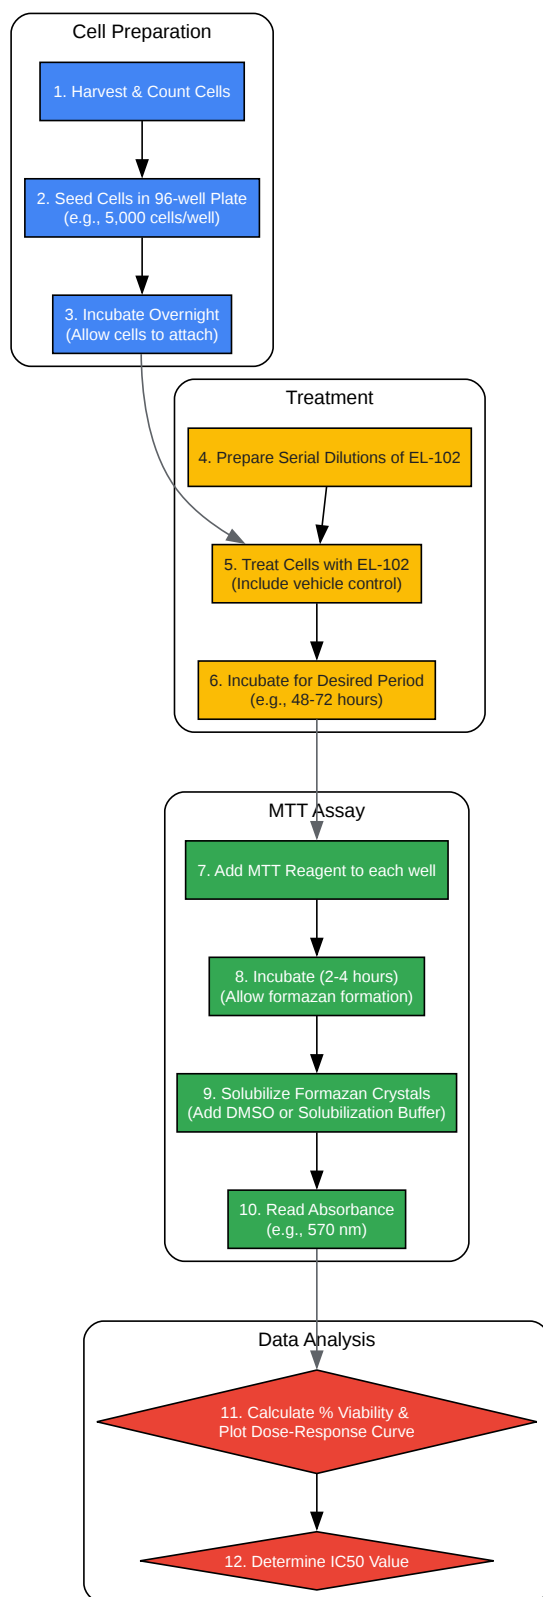 Cell Preparation
1. Harvest & Count Cells
2. Seed Cells in 96-well Plate
(e.g., 5,000 cells/well)
3. Incubate Overnight
(Allow cells to attach)
Treatment
4. Prepare Serial Dilutions of EL-102
5. Treat Cells with EL-102
(Include vehicle control)
6. Incubate for Desired Period
(e.g., 48-72 hours)
MTT Assay
7. Add MTT Reagent to each well
8. Incubate (2-4 hours)
(Allow formazan formation)
9. Solubilize Formazan Crystals
(Add DMSO or Solubilization Buffer)
10. Read Absorbance
(e.g., 570 nm)
Data Analysis
11. Calculate % Viability &
Plot Dose-Response Curve
12. Determine IC50 Value